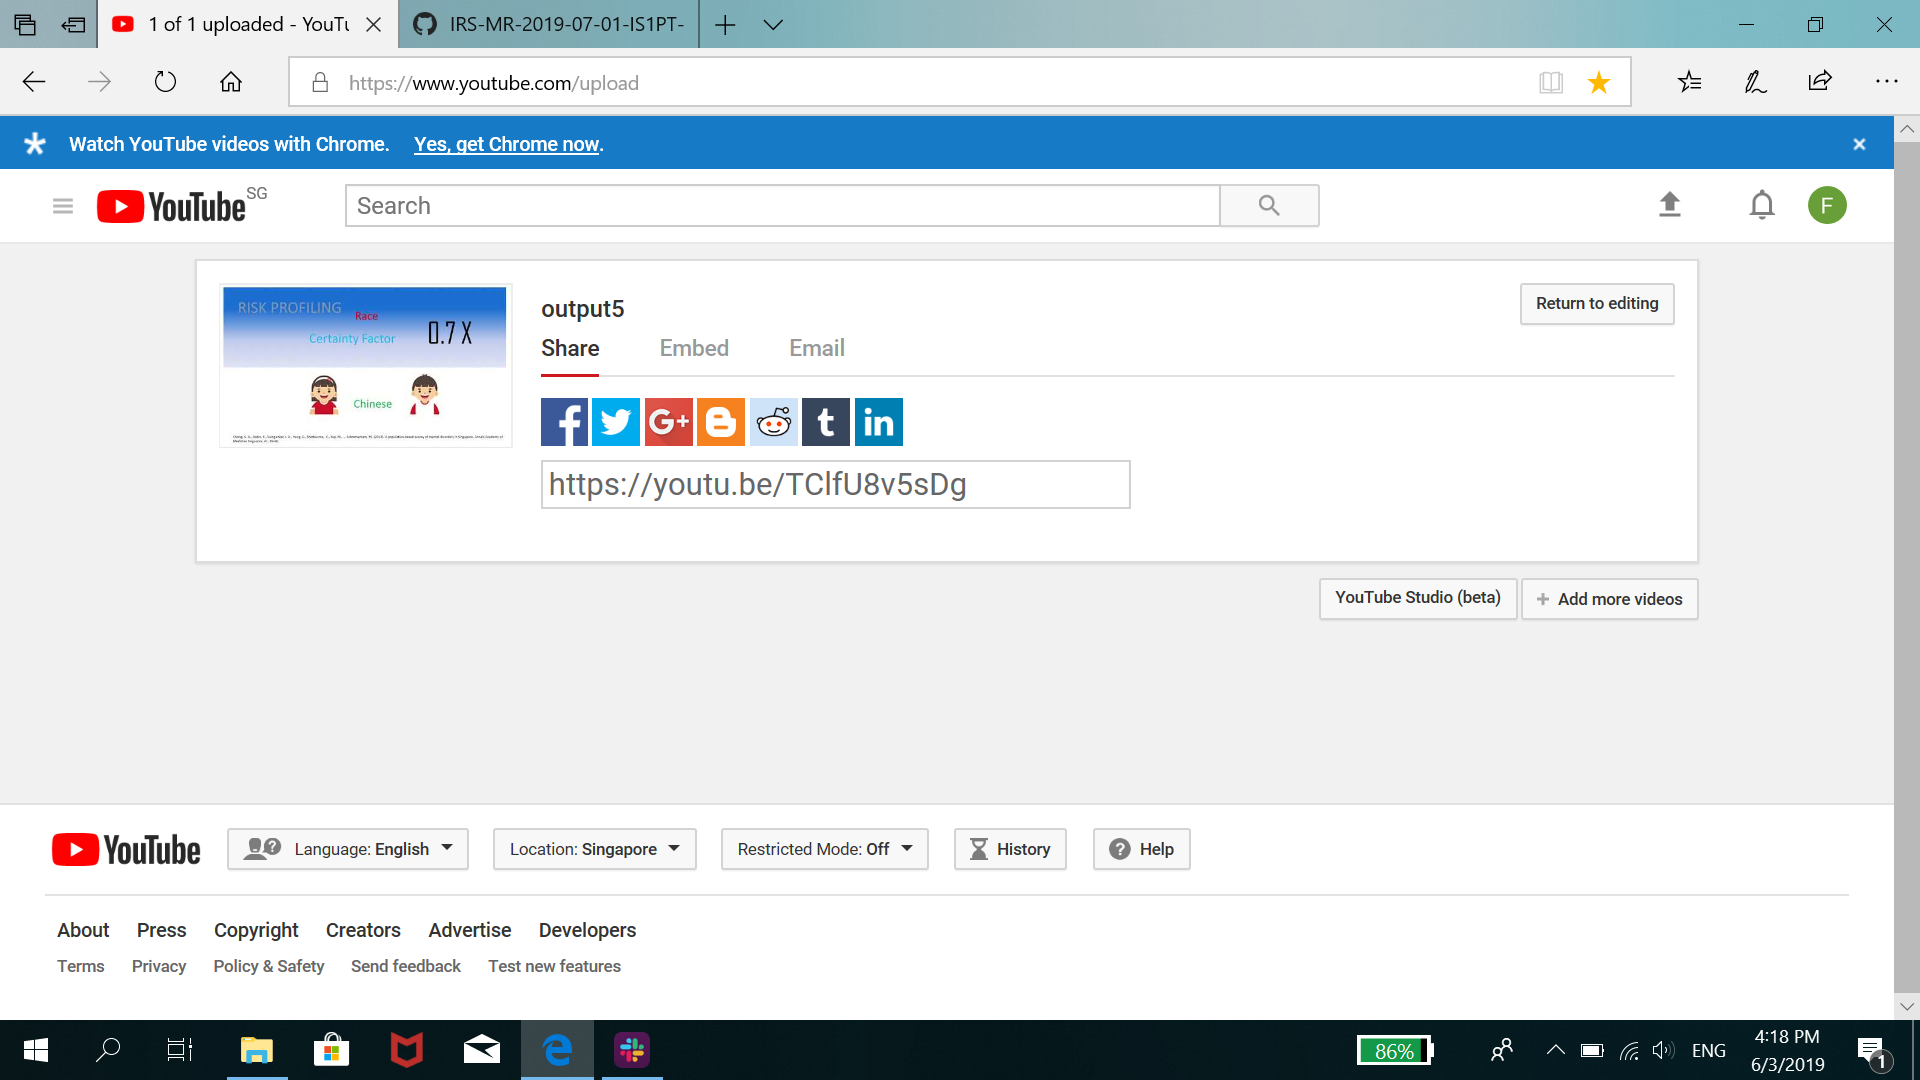 1 of 1 uploaded - YouTu
IRS-MR-2019-07-01-IS1PT-
https://www.youtube.com/upload
Watch YouTube videos with Chrome. Yes, get Chrome now.
YouTube SG
Search
F
RISK PROFILING
Race
Certainty Factor
0.7 X
Chinese
output5
Return to editing
Share Embed Email
G+
https://youtu.be/TClfU8v5sDg
YouTube Studio (beta)
+ Add more videos
YouTube
Language: English
Location: Singapore
Restricted Mode: Off
History
Help
About Press Copyright Creators Advertise Developers
Terms Privacy Policy & Safety Send feedback Test new features
86%
ENG
4:18 PM
6/3/2019
1